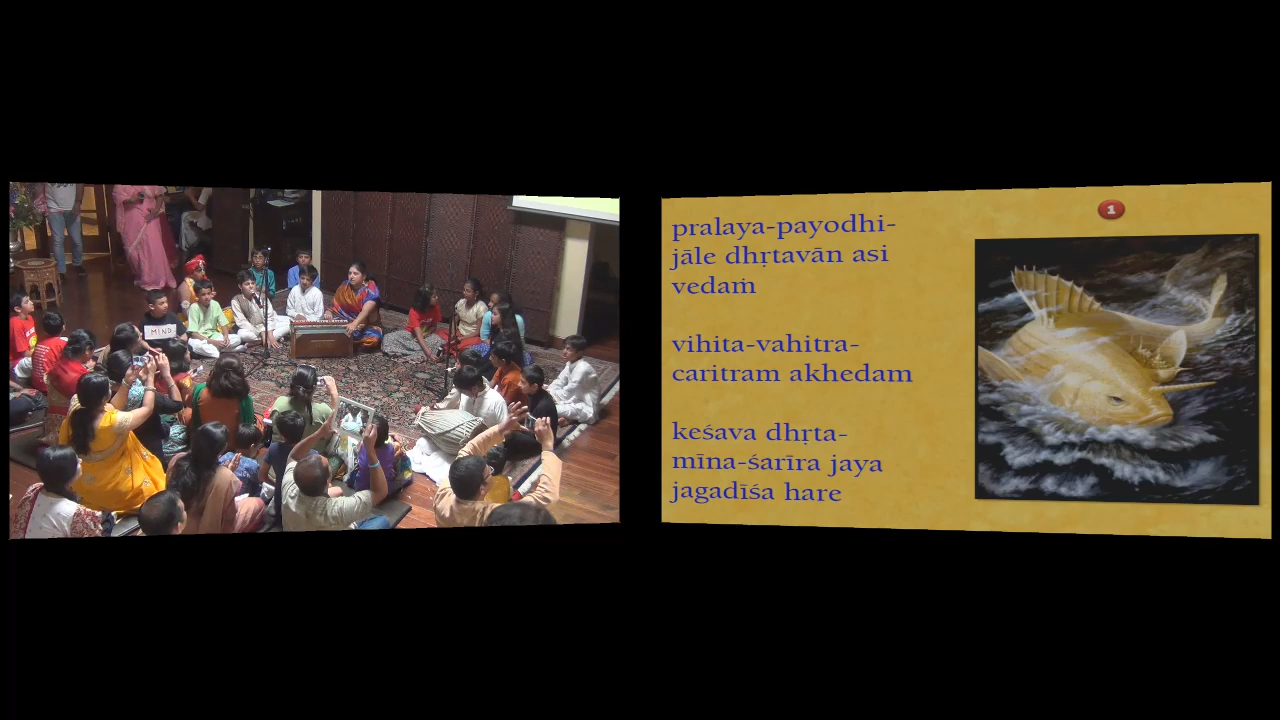 MIND
1
pralaya-payodhi-
jāle dhṛtavān asi
vedaṁ
vihita-vahitra-
caritram akhedam
keśava dhṛta-
mīna-śarīra jaya
jagadīśa hare